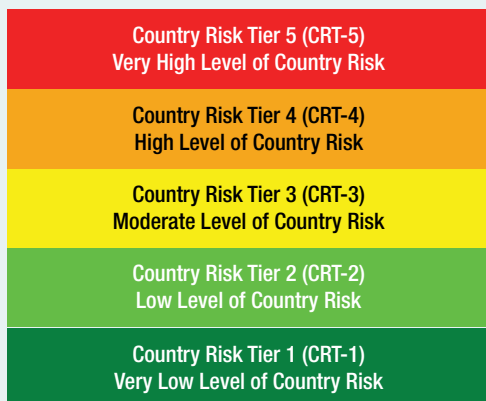 Country Risk Tier 5 (CRT-5)
Very High Level of Country Risk
Country Risk Tier 4 (CRT-4)
High Level of Country Risk
Country Risk Tier 3 (CRT-3)
Moderate Level of Country Risk
Country Risk Tier 2 (CRT-2)
Low Level of Country Risk
Country Risk Tier 1 (CRT-1)
Very Low Level of Country Risk